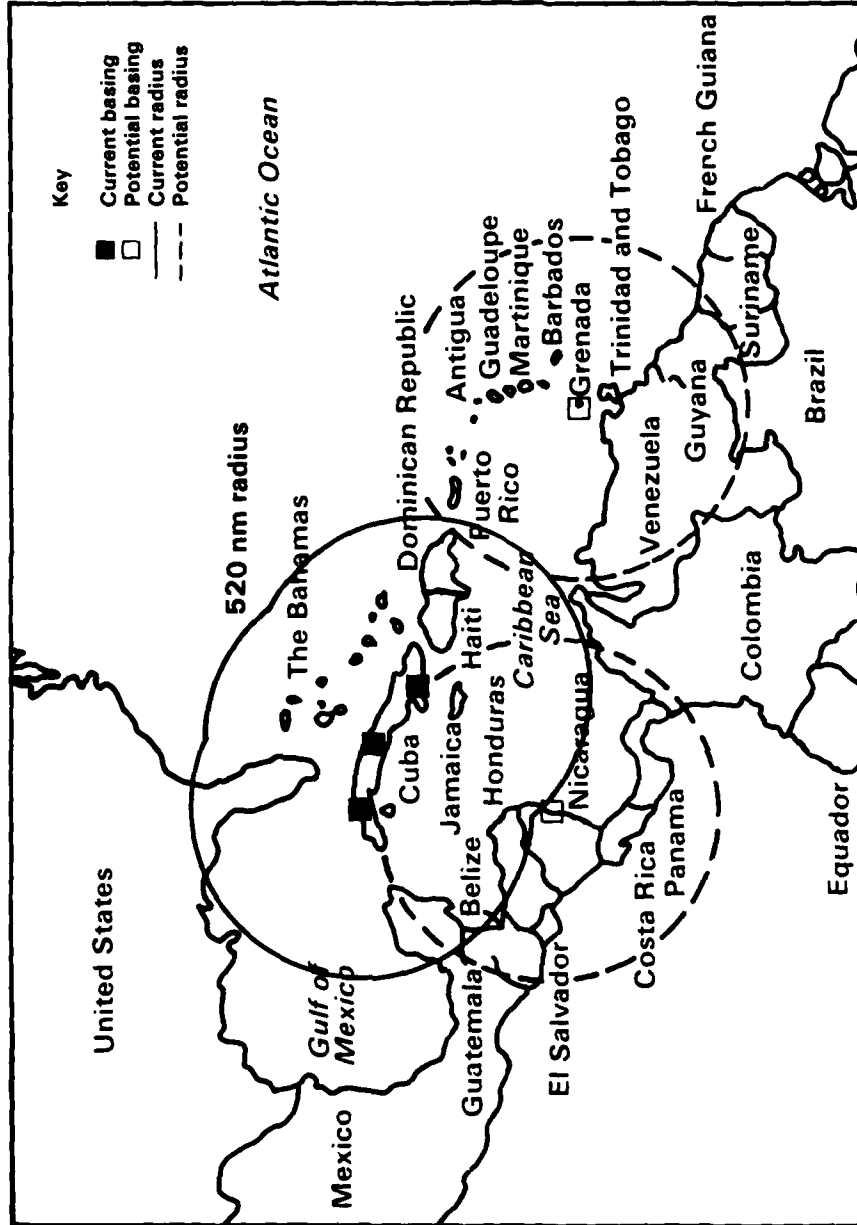 Key
Current basing
Potential basing
Current radius
Potential radius
United States
Atlantic Ocean
520 nm radius
The Bahamas
Gulf of
Mexico
Mexico
Cuba
Dominican Republic
Haiti
Puerto
Rico
Antigua
Guadeloupe
Martinique
Barbados
Grenada
Trinidad and Tobago
Jamaica
Caribbean
Sea
Belize
Honduras
Guatemala
Nicaragua
El Salvador
Costa Rica
Panama
Venezuela
Guyana
Suriname
French Guiana
Colombia
Brazil
Equador